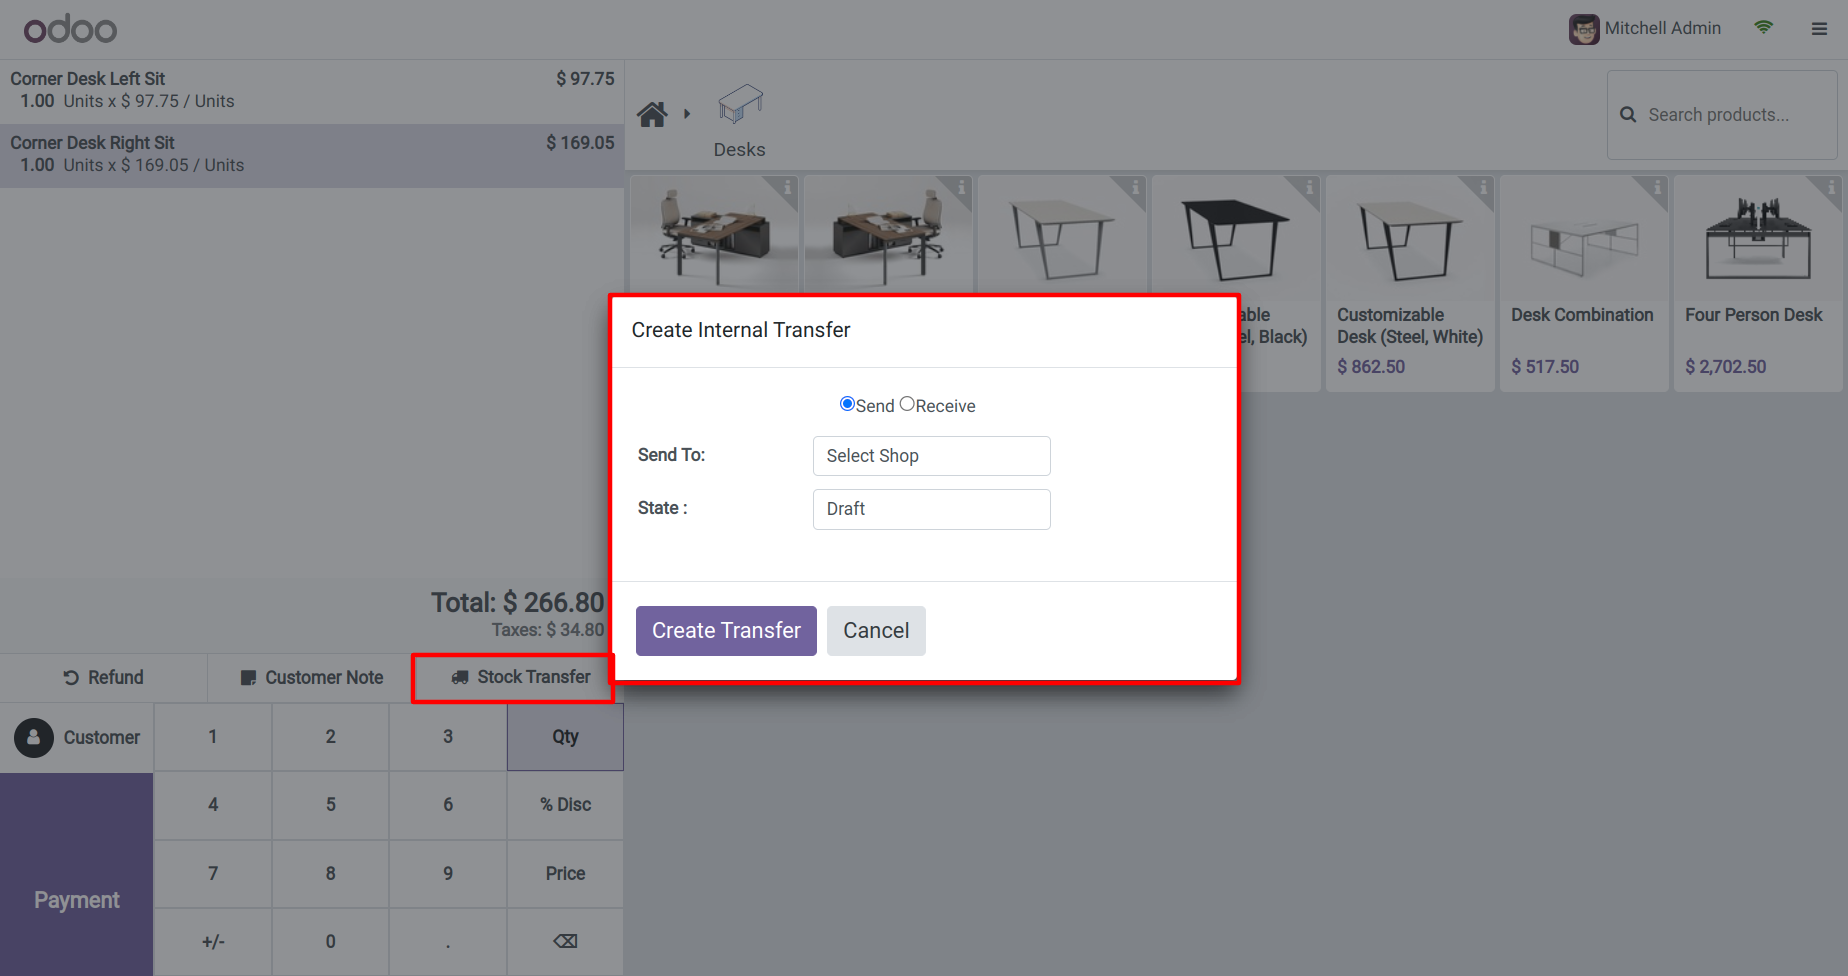 odoo
Mitchell Admin
Corner Desk Left Sit $ 97.75
1.00 Units x $ 97.75 / Units
Corner Desk Right Sit $ 169.05
1.00 Units x $ 169.05 / Units
Desks
Search products...
Customizable Desk Combination Four Person Desk
el, Black) Desk (Steel, White)
$ 862.50 $ 517.50 $ 2,702.50
Create Internal Transfer
Send Receive
Send To: Select Shop
State : Draft
Create Transfer Cancel
Total: $ 266.80
Taxes: $ 34.80
Refund Customer Note Stock Transfer
Customer 1 2 3 Qty
4 5 6 % Disc
7 8 9 Price
Payment
+/- 0 .